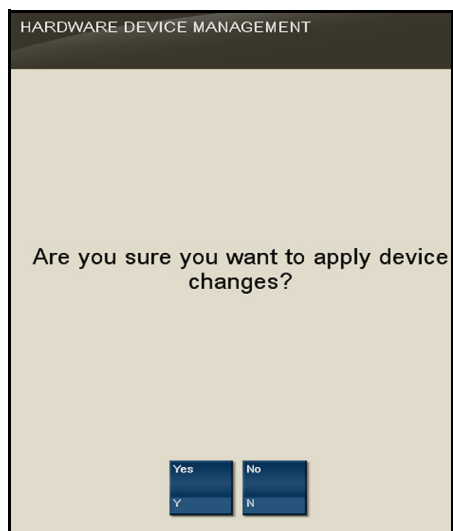 HARDWARE DEVICE MANAGEMENT
Are you sure you want to apply device
changes?
Yes No
Y N